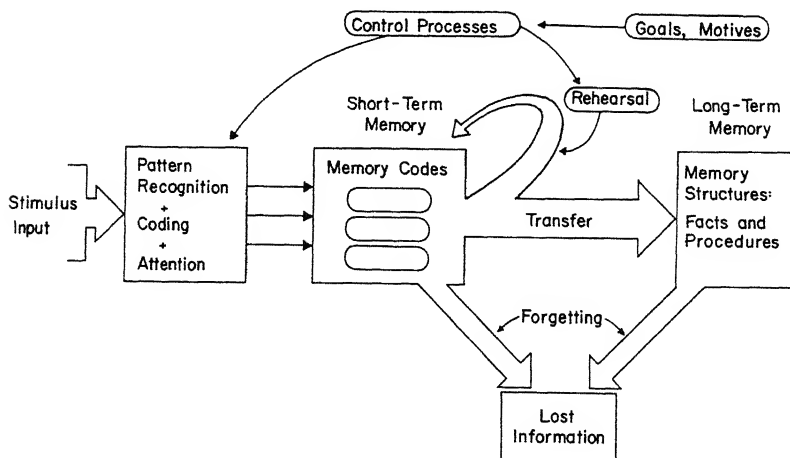 Control Processes
Goals, Motives
Short-Term
Memory
Rehearsal
Long-Term
Memory
Stimulus
Input
Pattern
Recognition
+
Coding
+
Attention
Memory Codes
Transfer
Memory
Structures:
Facts and
Procedures
Forgetting
Lost
Information